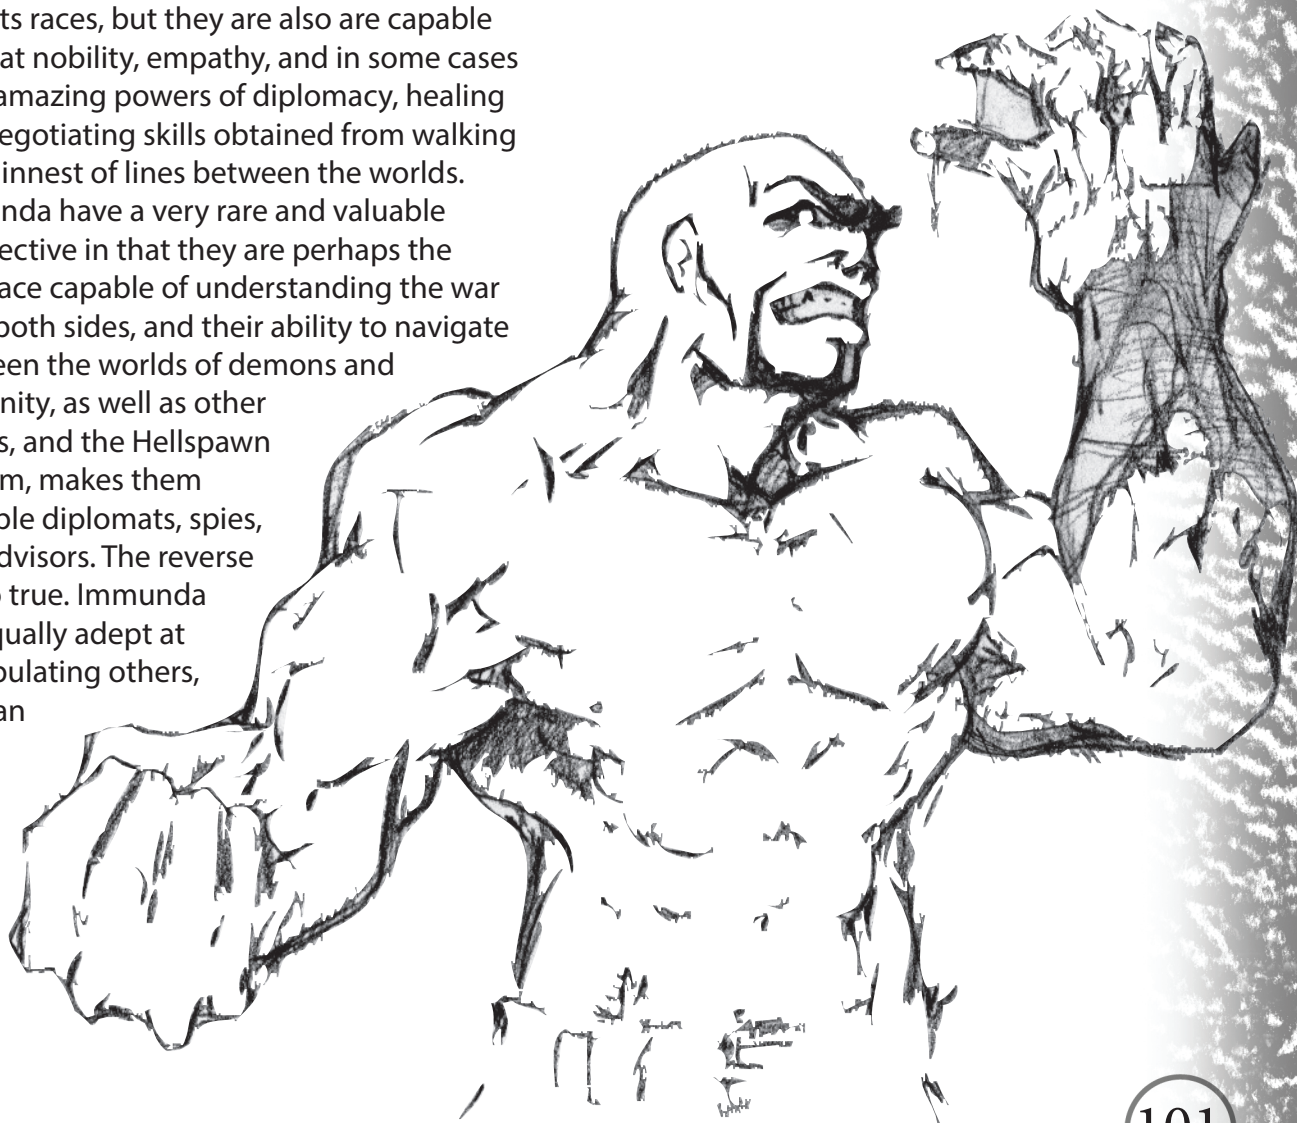 ts races, but they are also are capable
at nobility, empathy, and in some cases
amazing powers of diplomacy, healing
egotiating skills obtained from walking
innest of lines between the worlds.
nda have a very rare and valuable
ective in that they are perhaps the
ace capable of understanding the war
both sides, and their ability to navigate
een the worlds of demons and
nity, as well as other
s, and the Hellspawn
m, makes them
ble diplomats, spies,
dvisors. The reverse
o true. Immunda
qually adept at
pulating others,
an
101